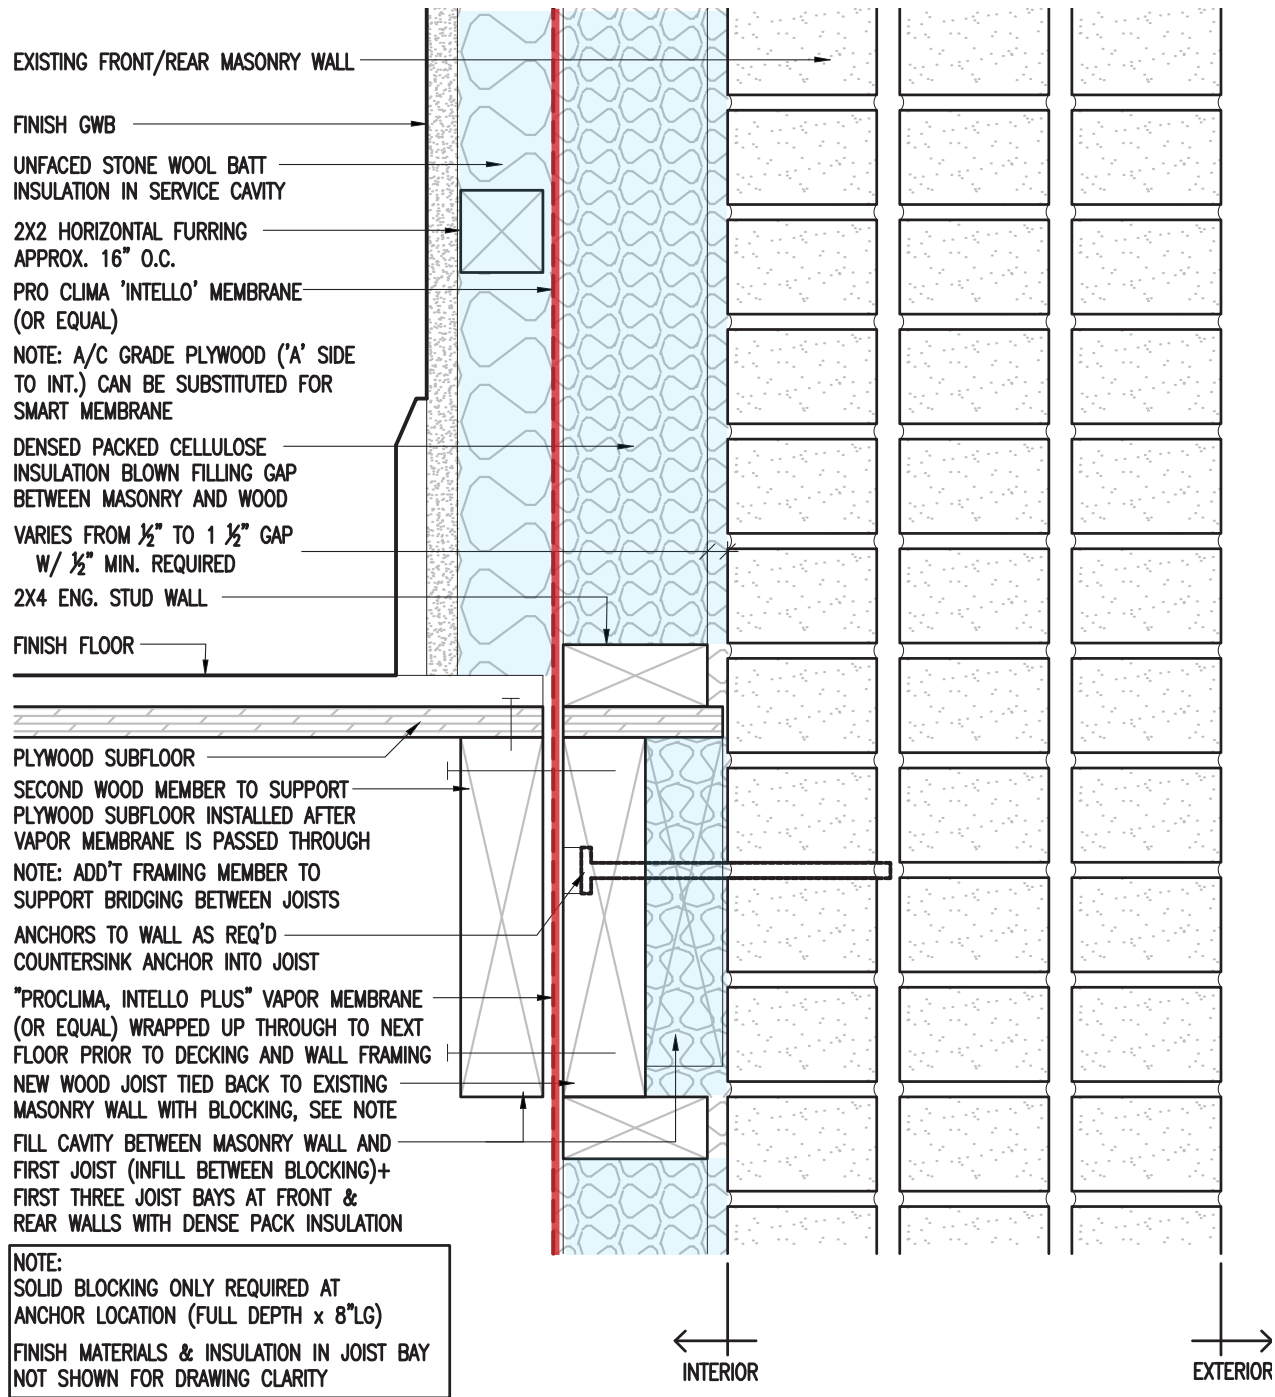 EXISTING FRONT/REAR MASONRY WALL
FINISH GWB
UNFACED STONE WOOL BATT
INSULATION IN SERVICE CAVITY
2X2 HORIZONTAL FURRING
APPROX. 16" O.C.
PRO CLIMA 'INTELLO' MEMBRANE
(OR EQUAL)
NOTE: A/C GRADE PLYWOOD ('A' SIDE
TO INT.) CAN BE SUBSTITUTED FOR
SMART MEMBRANE
DENSED PACKED CELLULOSE
INSULATION BLOWN FILLING GAP
BETWEEN MASONRY AND WOOD
VARIES FROM ½" TO 1 ½" GAP
W/ ½" MIN. REQUIRED
2X4 ENG. STUD WALL
FINISH FLOOR
PLYWOOD SUBFLOOR
SECOND WOOD MEMBER TO SUPPORT
PLYWOOD SUBFLOOR INSTALLED AFTER
VAPOR MEMBRANE IS PASSED THROUGH
NOTE: ADD'T FRAMING MEMBER TO
SUPPORT BRIDGING BETWEEN JOISTS
ANCHORS TO WALL AS REQ'D
COUNTERSINK ANCHOR INTO JOIST
"PROCLIMA, INTELLO PLUS" VAPOR MEMBRANE
(OR EQUAL) WRAPPED UP THROUGH TO NEXT
FLOOR PRIOR TO DECKING AND WALL FRAMING
NEW WOOD JOIST TIED BACK TO EXISTING
MASONRY WALL WITH BLOCKING, SEE NOTE
FILL CAVITY BETWEEN MASONRY WALL AND
FIRST JOIST (INFILL BETWEEN BLOCKING)+
FIRST THREE JOIST BAYS AT FRONT &
REAR WALLS WITH DENSE PACK INSULATION
NOTE:
SOLID BLOCKING ONLY REQUIRED AT
ANCHOR LOCATION (FULL DEPTH x 8"LG)
FINISH MATERIALS & INSULATION IN JOIST BAY
NOT SHOWN FOR DRAWING CLARITY
INTERIOR
EXTERIOR